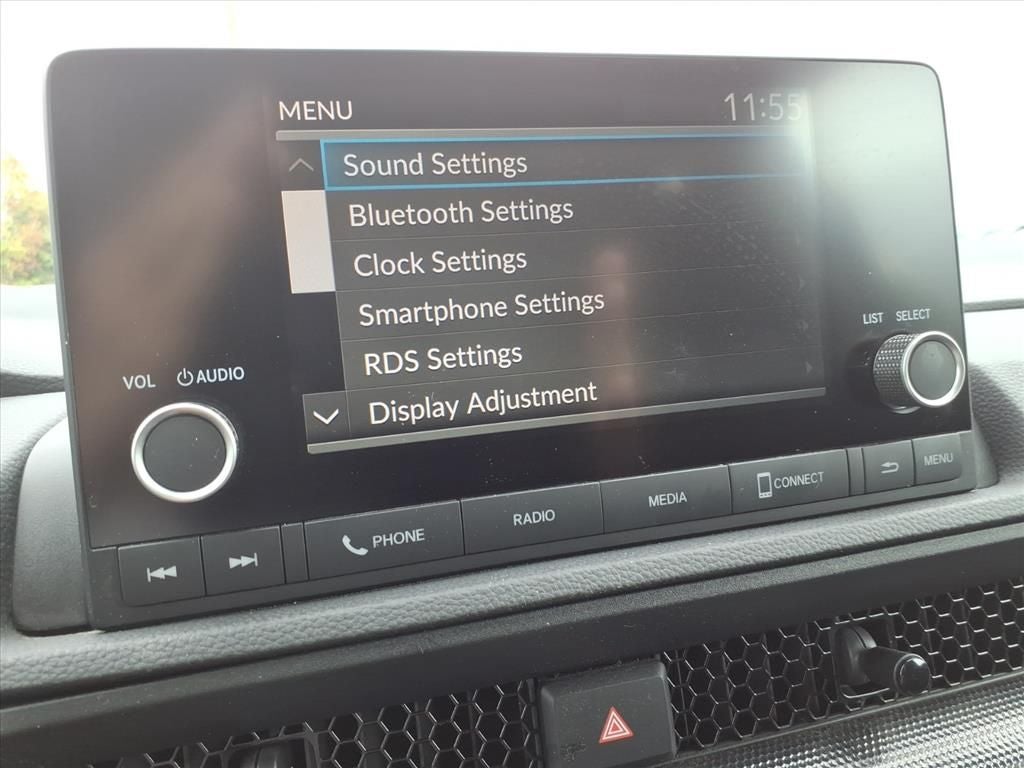 MENU 11:55
Sound Settings
Bluetooth Settings
Clock Settings
Smartphone Settings
RDS Settings
Display Adjustment
VOL AUDIO
LIST SELECT
PHONE RADIO MEDIA CONNECT MENU